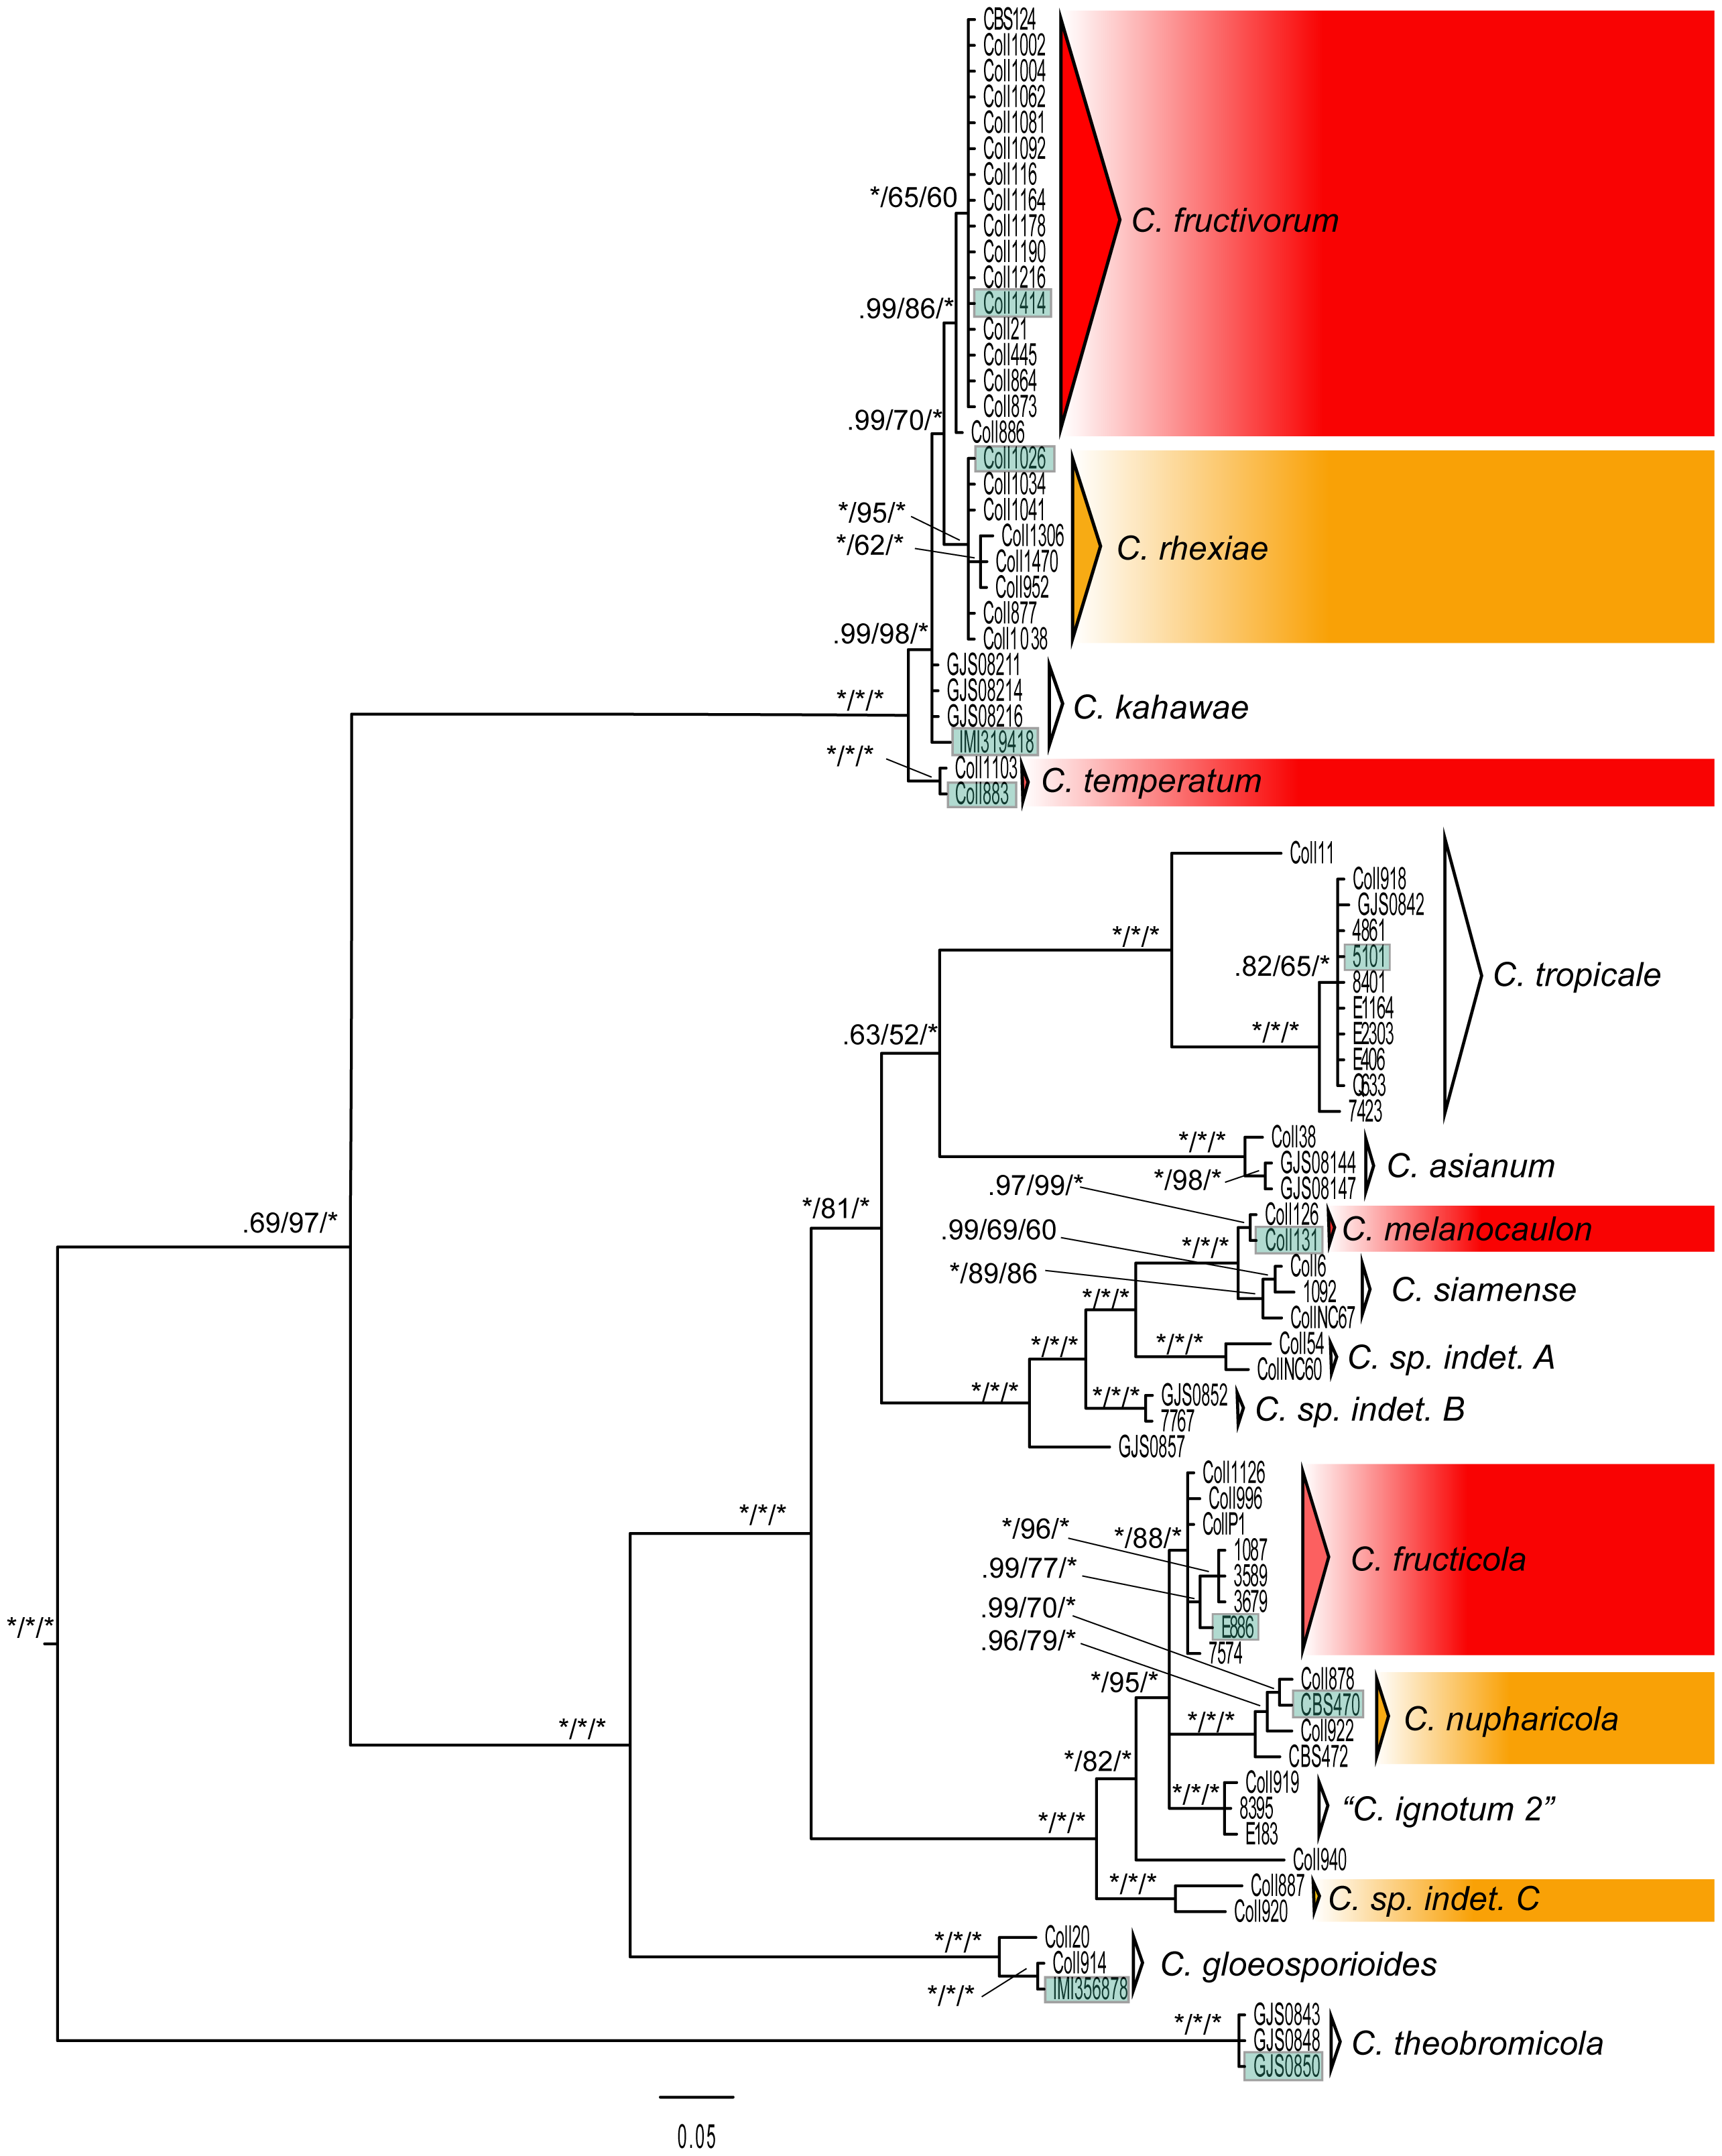 CBS124
Coll1002
Coll1004
Coll1062
Coll1081
Coll1092
Coll116
*/65/60
Coll1164
C. fructivorum
Coll1178
Coll1190
Coll1216
.99/86/*
Coll1414
Coll21
Coll445
Coll864
Coll873
.99/70/*
Coll886
Coll1026
Coll1034
*/95/*
Coll1041
*/62/*
Coll1306
C. rhexiae
Coll1470
Coll952
Coll877
.99/98/*
Coll1038
GJS08211
GJS08214
*/*/*
C. kahawae
GJS08216
IMI319418
*/*/*
Coll1103
C. temperatum
Coll883
Coll11
Coll918
GJS0842
*/*/*
4861
.82/65/*
5101
C. tropicale
8401
E1164
.63/52/*
*/*/*
E2303
E406
Q633
7423
*/*/*
Coll38
GJS08144
C. asianum
*/98/*
GJS08147
.97/99/*
*/81/*
Coll126
.69/97/*
.99/69/60
C. melanocaulon
*/*/*
Coll131
*/89/86
Coll6
1092
C. siamense
*/*/*
CollNC67
*/*/*
*/*/*
Coll54
C. sp. indet. A
CollNC60
*/*/*
*/*/*
GJS0852
C. sp. indet. B
7767
GJS0857
Coll1126
Coll996
*/*/*
CollP1
*/96/*
*/88/*
1087
C. fructicola
.99/77/*
3589
3679
.99/70/*
E886
.96/79/*
7574
*/95/*
Coll878
CBS470
*/*/*
C. nupharicola
*/*/*
Coll922
CBS472
*/82/*
Coll919
*/*/*
8395
“C. ignotum 2”
*/*/*
E183
Coll940
*/*/*
Coll887
C. sp. indet. C
Coll920
*/*/*
Coll20
Coll914
C. gloeosporioides
*/*/*
IMI356878
GJS0843
*/*/*
GJS0848
C. theobromicola
GJS0850
*/*/*
0.05